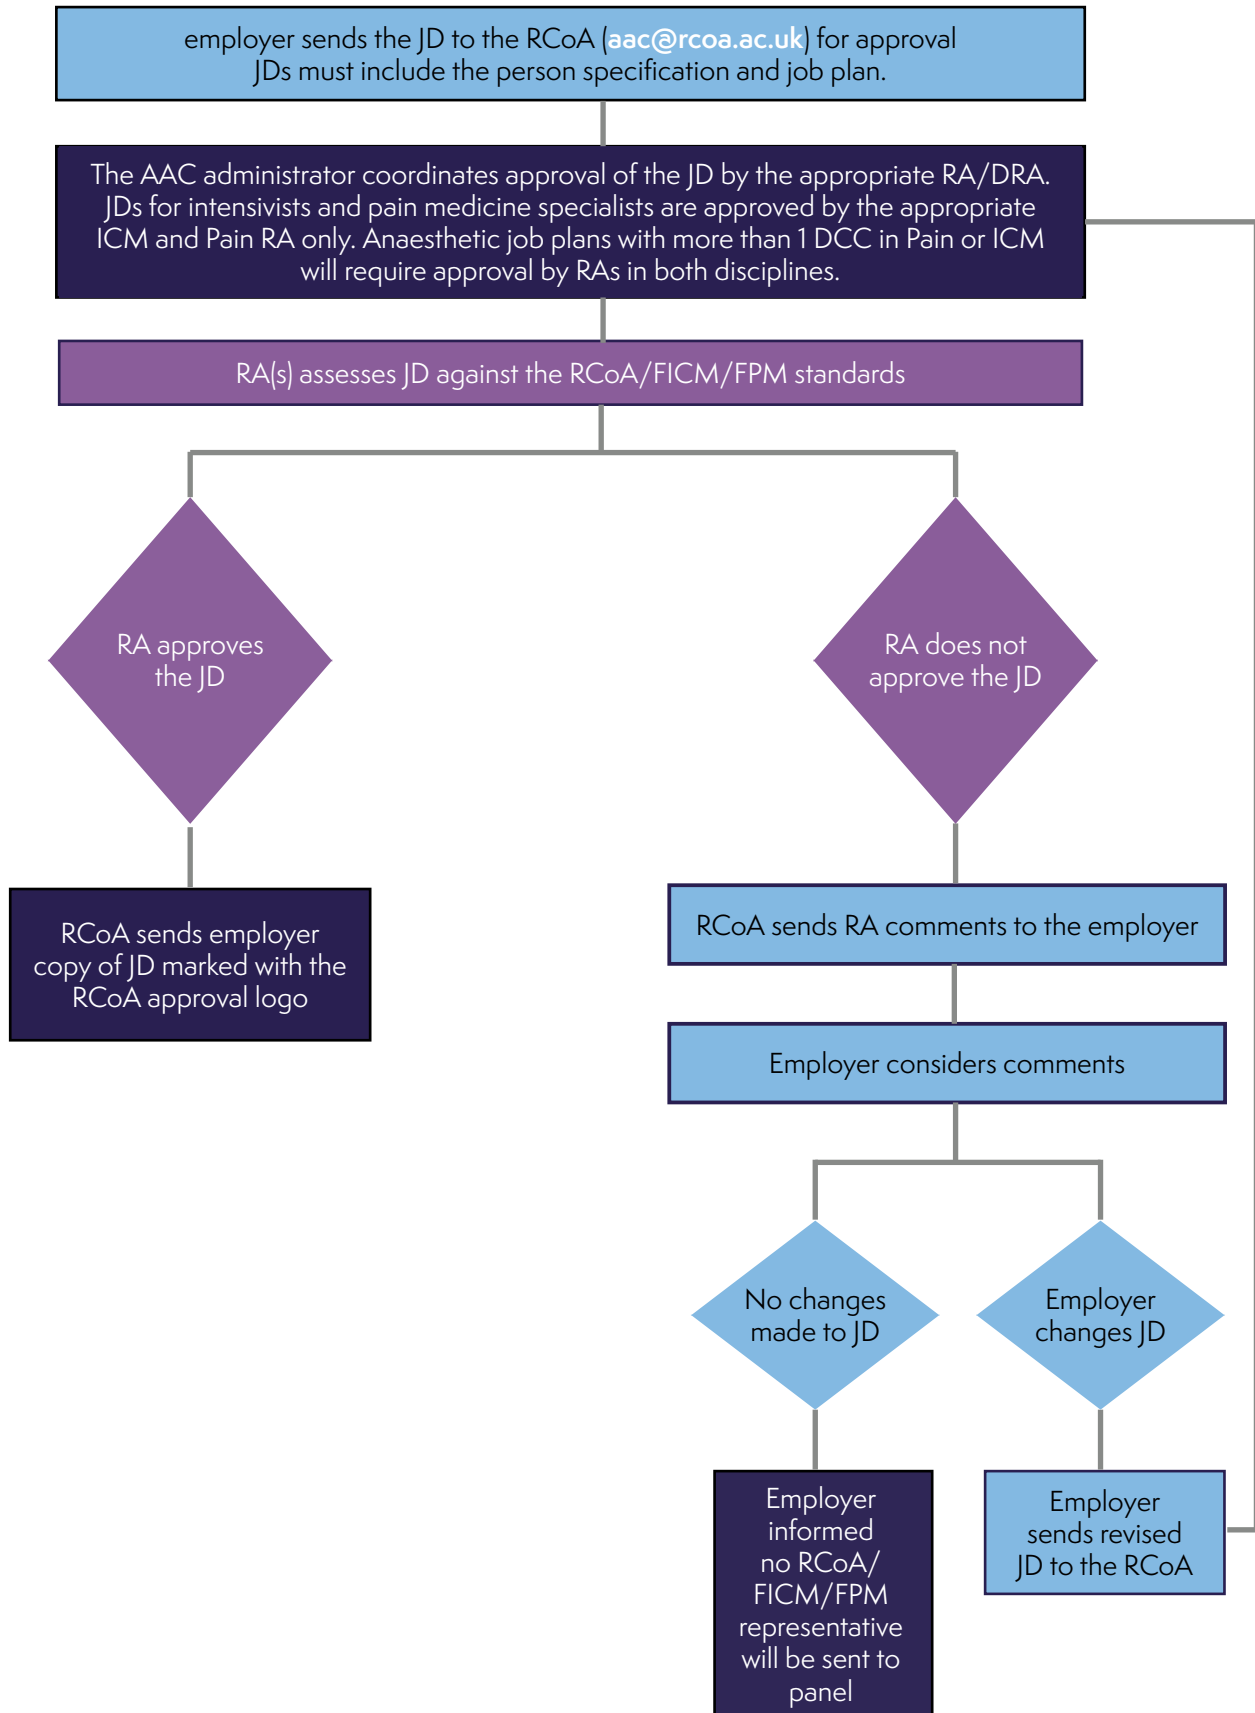 employer sends the JD to the RCoA (aac@rcoa.ac.uk) for approval
JDs must include the person specification and job plan.
The AAC administrator coordinates approval of the JD by the appropriate RA/DRA.
JDs for intensivists and pain medicine specialists are approved by the appropriate
ICM and Pain RA only. Anaesthetic job plans with more than 1 DCC in Pain or ICM
will require approval by RAs in both disciplines.
RA(s) assesses JD against the RCoA/FICM/FPM standards
RA approves
the JD
RA does not
approve the JD
RCoA sends employer
copy of JD marked with the
RCoA approval logo
RCoA sends RA comments to the employer
Employer considers comments
No changes
made to JD
Employer
changes JD
Employer
informed
no RCoA/
FICM/FPM
representative
will be sent to
panel
Employer
sends revised
JD to the RCoA